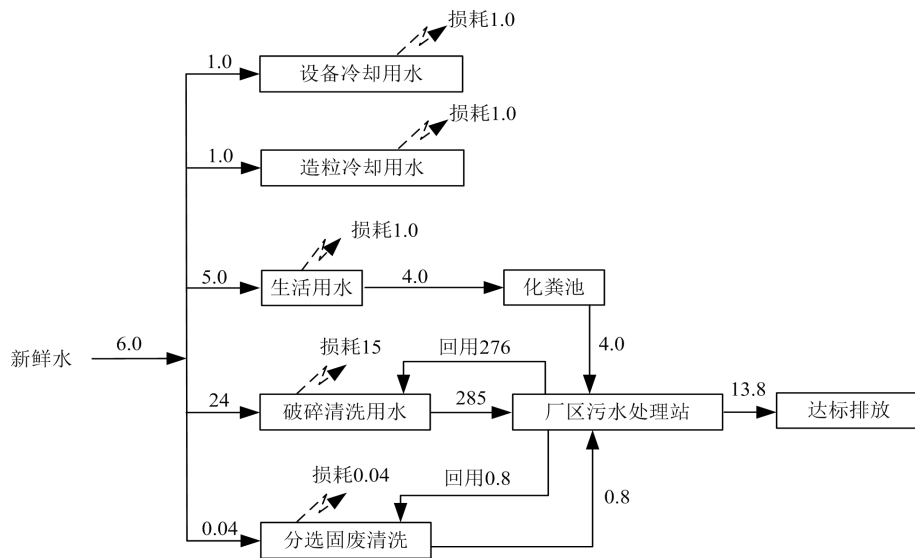 损耗1.0
1.0
设备冷却用水
损耗1.0
1.0
造粒冷却用水
损耗1.0
5.0
生活用水
4.0
化粪池
4.0
新鲜水
6.0
损耗15
回用276
24
破碎清洗用水
285
厂区污水处理站
13.8
达标排放
损耗0.04
回用0.8
0.8
0.04
分选固废清洗